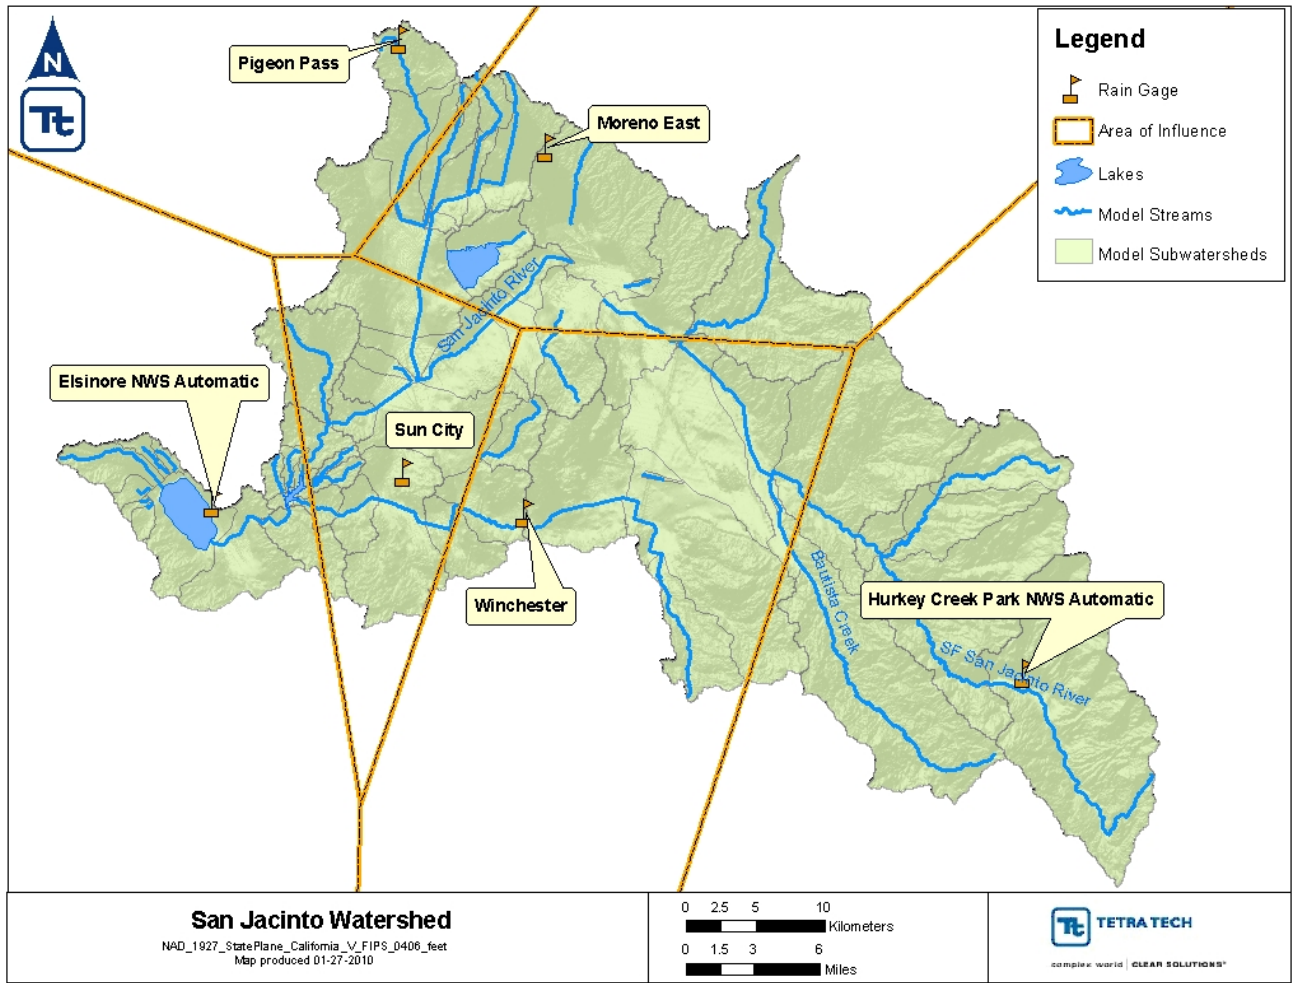 N
Tt
Pigeon Pass
Moreno East
Legend
Rain Gage
Area of Influence
Lakes
Model Streams
Model Subwatersheds
San Jacinto River
Elsinore NWS Automatic
Sun City
Winchester
Bautista Creek
Hurkey Creek Park NWS Automatic
SF San Jacinto River
San Jacinto Watershed
NAD_1927_StatePlane_California_V_FIPS_0406_feet
Map produced 01-27-2010
0 2.5 5 10
Kilometers
0 1.5 3 6
Miles
Tt TETRA TECH
complex world | CLEAR SOLUTIONS™